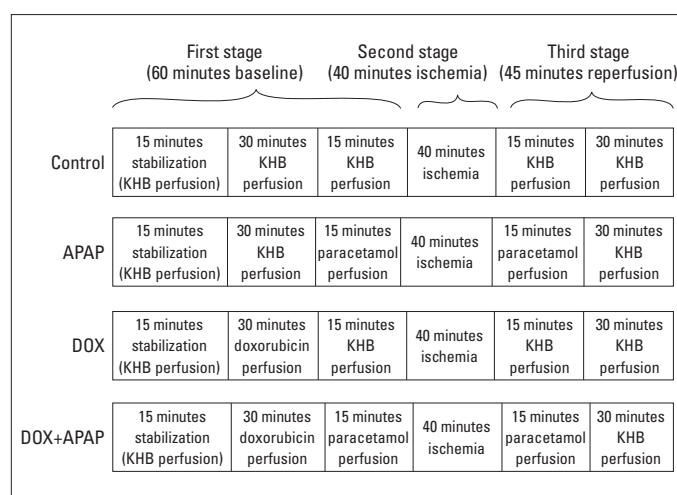 First stage
(60 minutes baseline)
Second stage
(40 minutes ischemia)
Third stage
(45 minutes reperfusion)
Control
15 minutes
stabilization
(KHB perfusion)
30 minutes
KHB
perfusion
15 minutes
KHB
perfusion
40 minutes
ischemia
15 minutes
KHB
perfusion
30 minutes
KHB
perfusion
APAP
15 minutes
stabilization
(KHB perfusion)
30 minutes
KHB
perfusion
15 minutes
paracetamol
perfusion
40 minutes
ischemia
15 minutes
paracetamol
perfusion
30 minutes
KHB
perfusion
DOX
15 minutes
stabilization
(KHB perfusion)
30 minutes
doxorubicin
perfusion
15 minutes
KHB
perfusion
40 minutes
ischemia
15 minutes
KHB
perfusion
30 minutes
KHB
perfusion
DOX+APAP
15 minutes
stabilization
(KHB perfusion)
30 minutes
doxorubicin
perfusion
15 minutes
paracetamol
perfusion
40 minutes
ischemia
15 minutes
paracetamol
perfusion
30 minutes
KHB
perfusion